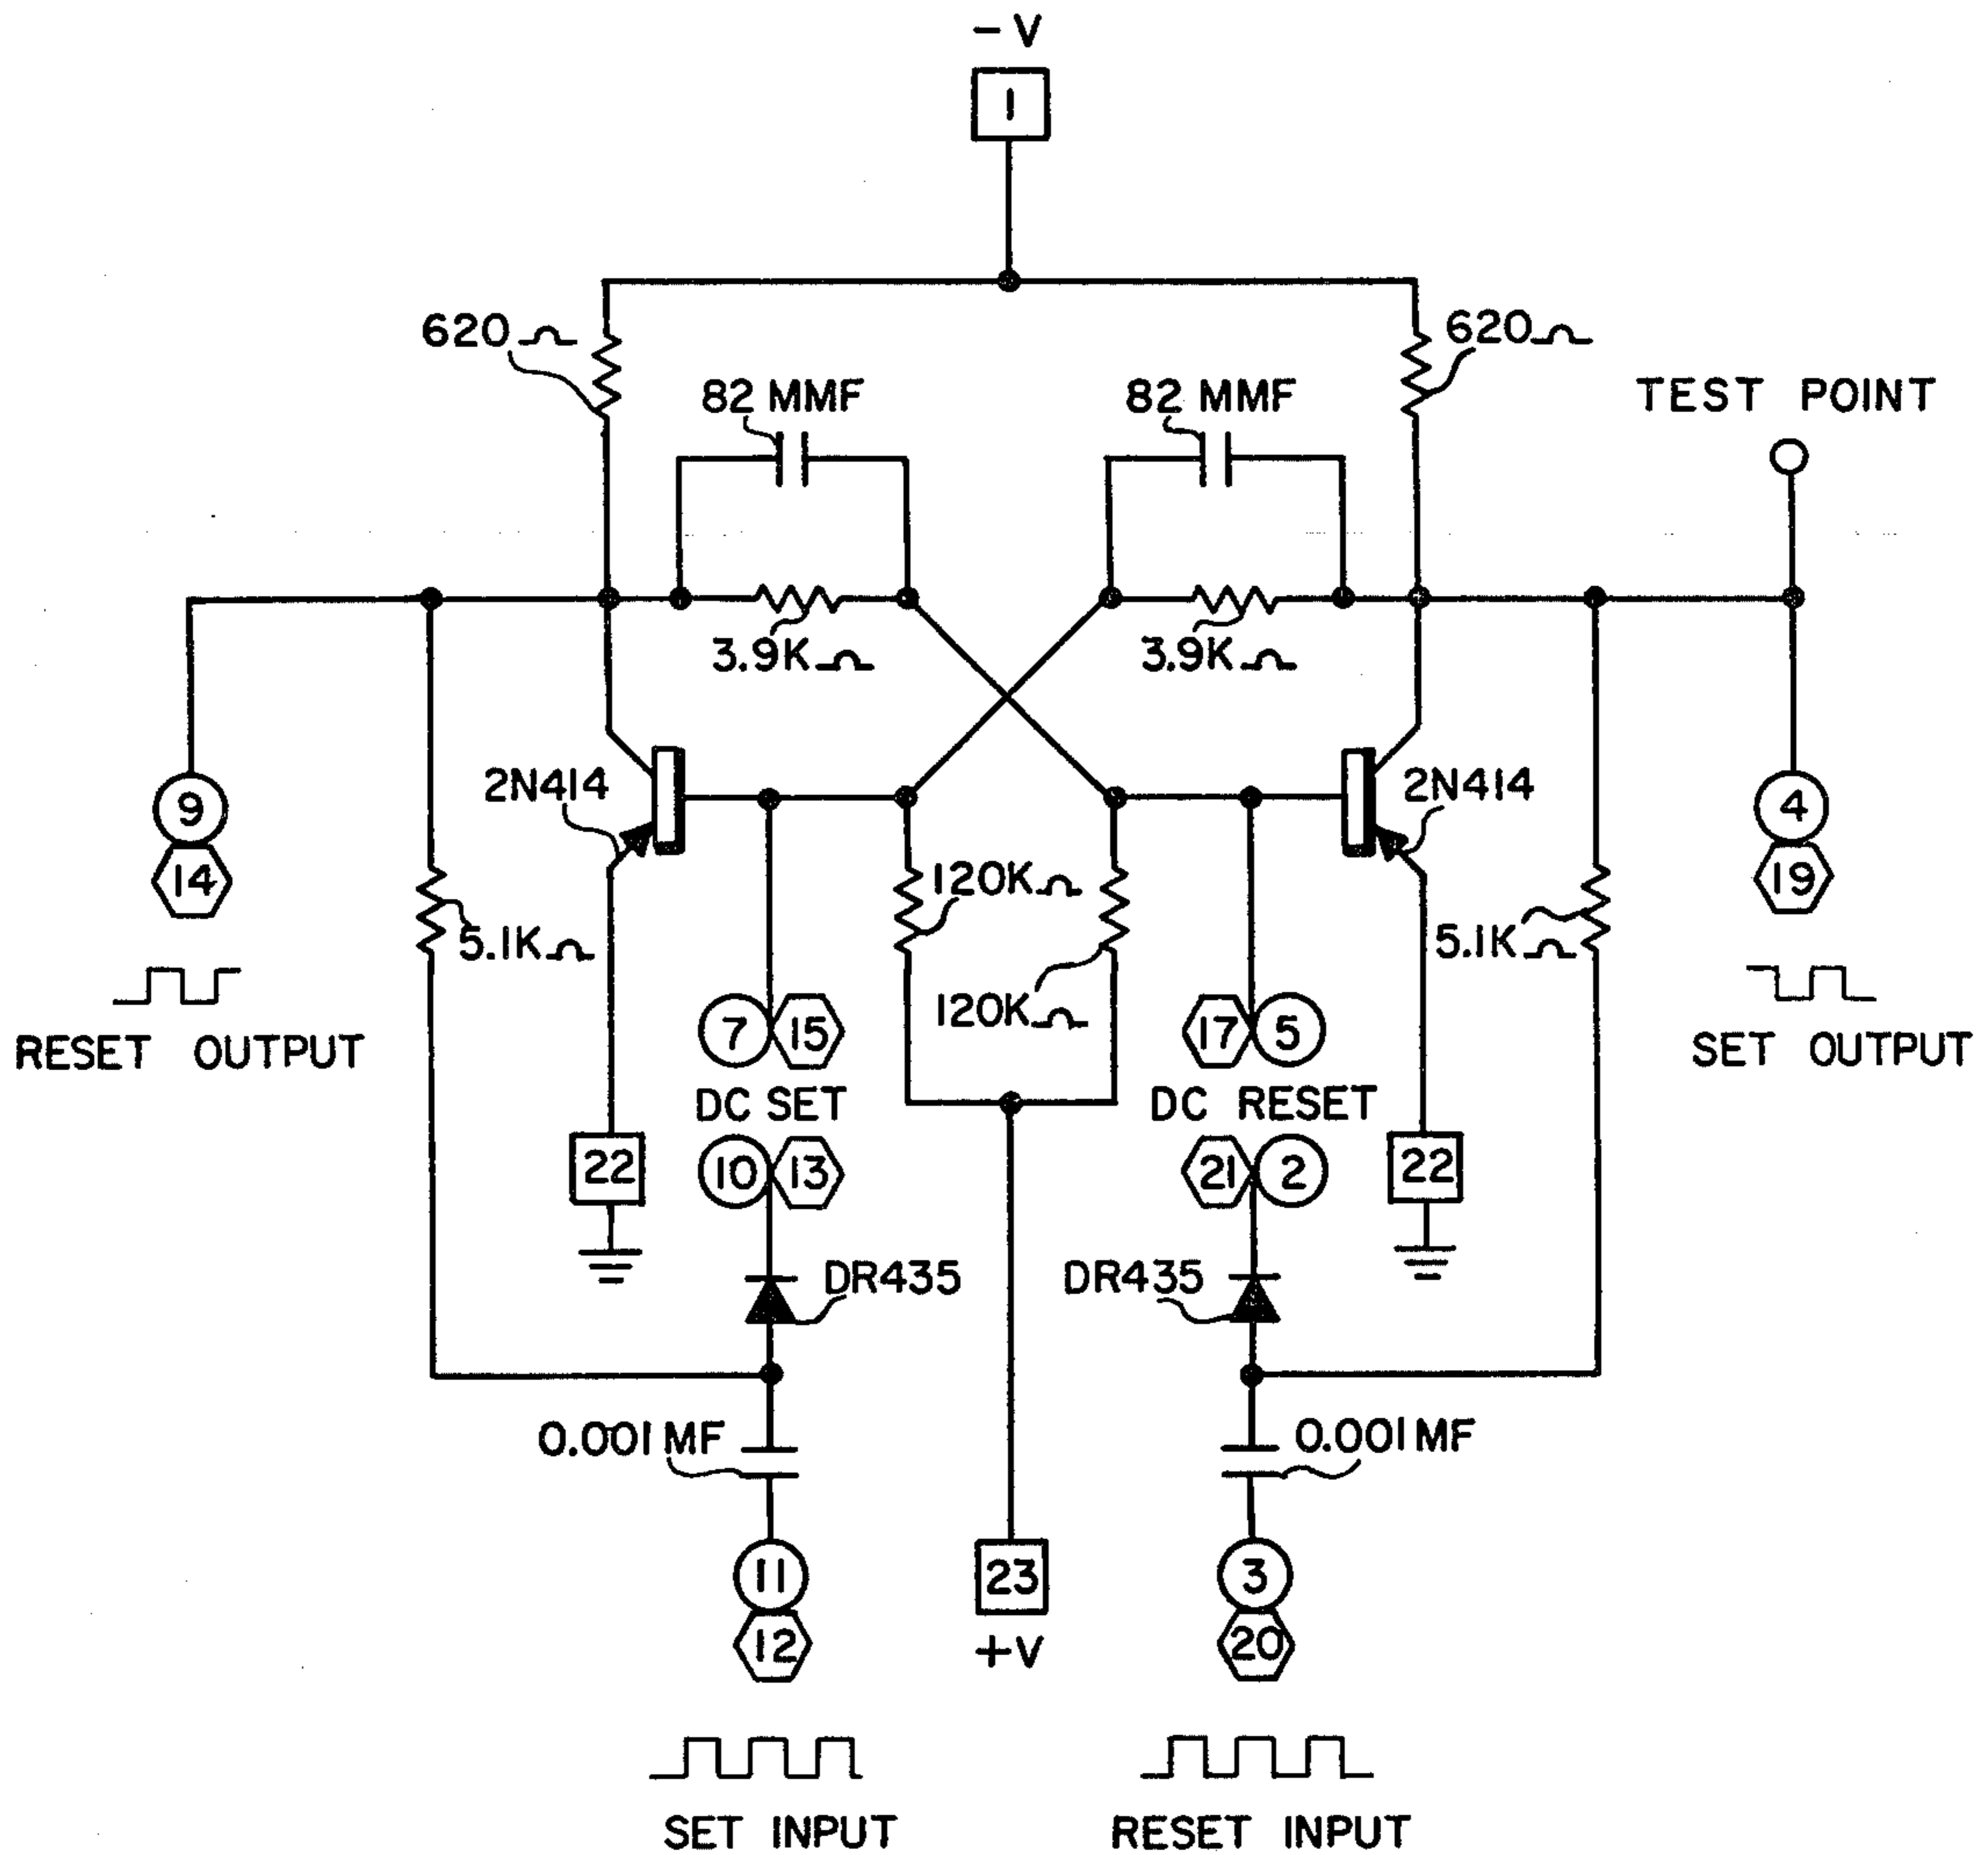 - V
1
620 Ω
620 Ω
82 MMF
82 MMF
TEST POINT
3.9K Ω
3.9K Ω
2N414
2N414
9
14
4
19
120K Ω
5.1K Ω
5.1K Ω
120K Ω
7 15
17 5
RESET OUTPUT
SET OUTPUT
DC SET
DC RESET
22
10 13
21 2
22
DR435
DR435
0.001 MF
0.001 MF
11
12
23
+V
3
20
SET INPUT
RESET INPUT